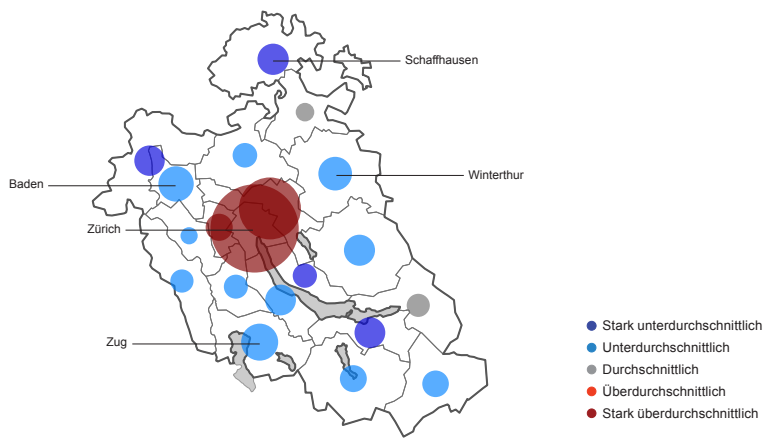 Schaffhausen
Winterthur
Baden
Zürich
Zug
Stark unterdurchschnittlich
Unterdurchschnittlich
Durchschnittlich
Überdurchschnittlich
Stark überdurchschnittlich